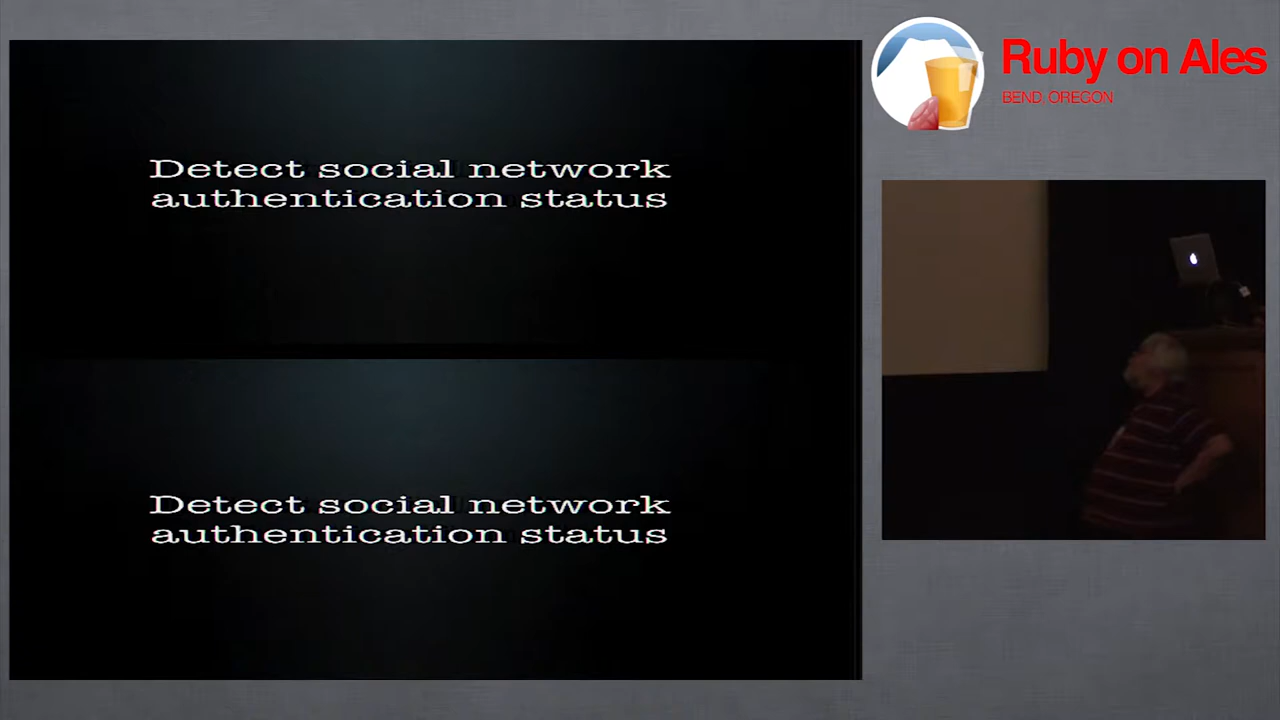 Detect social network
authentication status
Detect social network
authentication status
Ruby on Ales
BEND, OREGON